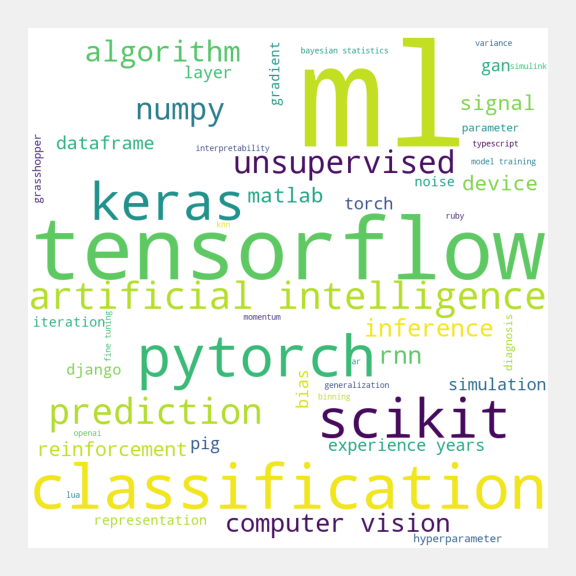 algorithm
layer
gradient
bayesian statistics
ml
variance
gan
simulink
numpy
signal
parameter
dataframe
interpretability
typescript
grasshopper
unsupervised
model training
keras
matlab
noise
device
torch
ruby
knn
tensorflow
artificial intelligence
iteration
fine tuning
momentum
inference
diagnosis
pytorch
ar
rnn
django
bias
generalization
simulation
binning
prediction
scikit
openai
reinforcement
pig
experience years
classification
lua
representation
computer vision
hyperparameter